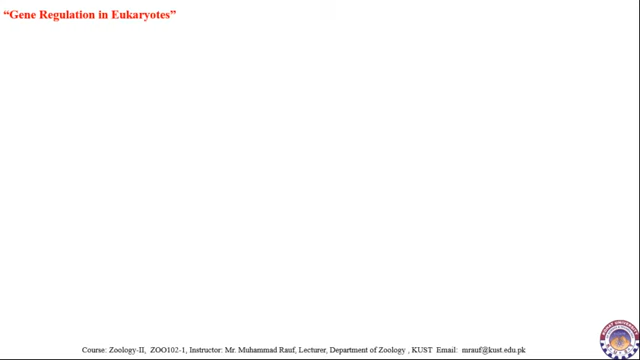 “Gene Regulation in Eukaryotes”
Course: Zoology-II, ZOO102-1, Instructor: Mr. Muhammad Rauf, Lecturer, Department of Zoology , KUST Email: mrauf@kust.edu.pk